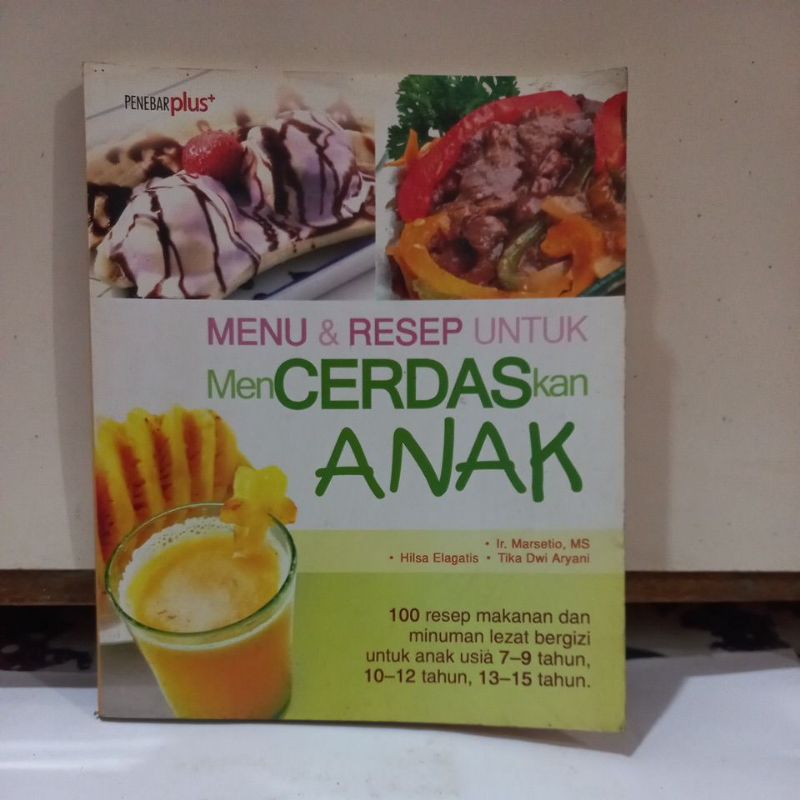 PENEBARplus+
MENU & RESEP UNTUK
MenCERDASkan
ANAK
• Ir. Marsetio, MS
• Hilsa Elagatis • Tika Dwi Aryani
100 resep makanan dan
minuman lezat bergizi
untuk anak usia 7–9 tahun,
10–12 tahun, 13–15 tahun.